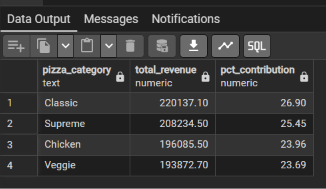 Data Output Messages Notifications
SQL
pizza_category total_revenue pct_contribution
text numeric numeric
1 Classic 220137.10 26.90
2 Supreme 208234.50 25.45
3 Chicken 196085.50 23.96
4 Veggie 193872.70 23.69